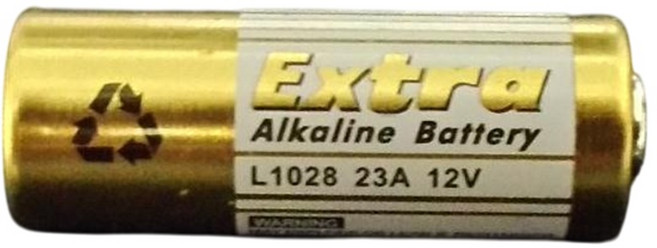 Extra
Alkaline Battery
L1028 23A 12V
WARNING